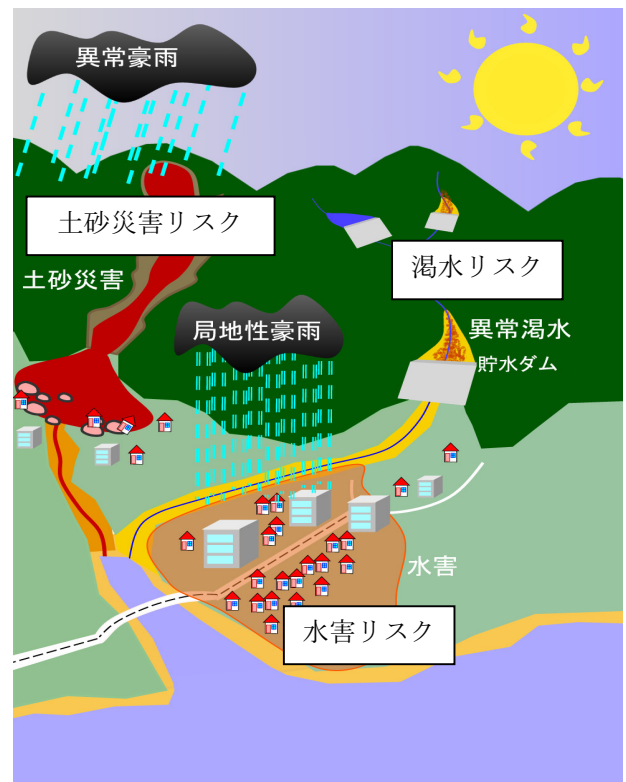 異常豪雨
土砂災害リスク
渇水リスク
土砂災害
局地性豪雨
異常渇水
貯水ダム
水害
水害リスク